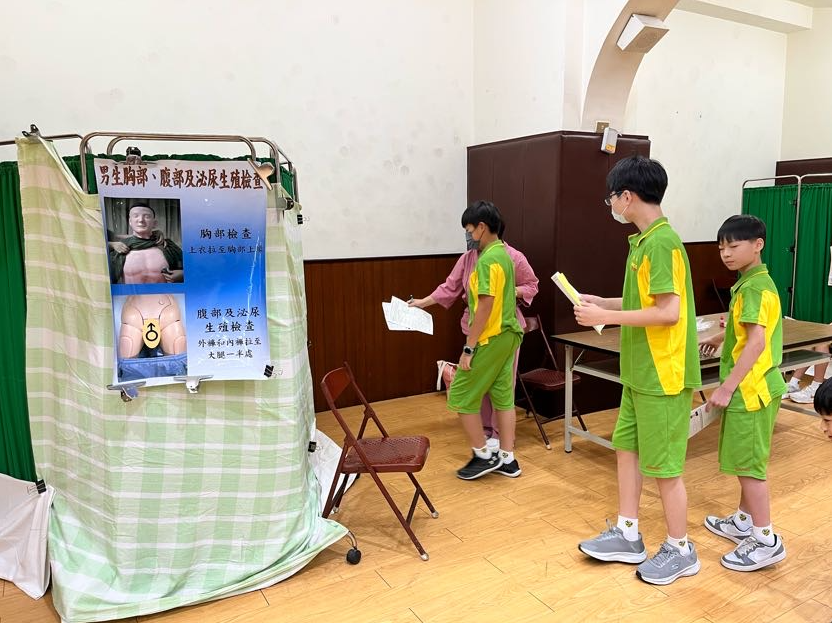 男生胸部、腹部及泌尿生殖檢查
胸部檢查
上衣拉至胸部上緣
腹部及泌尿
生殖檢查
外褲和內褲拉至
大腿一半處